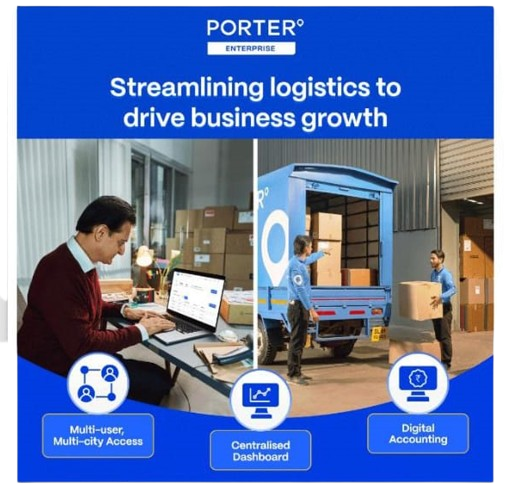 PORTER°
ENTERPRISE
Streamlining logistics to
drive business growth
R°
Multi-user,
Multi-city Access
Centralised
Dashboard
₹
Digital
Accounting